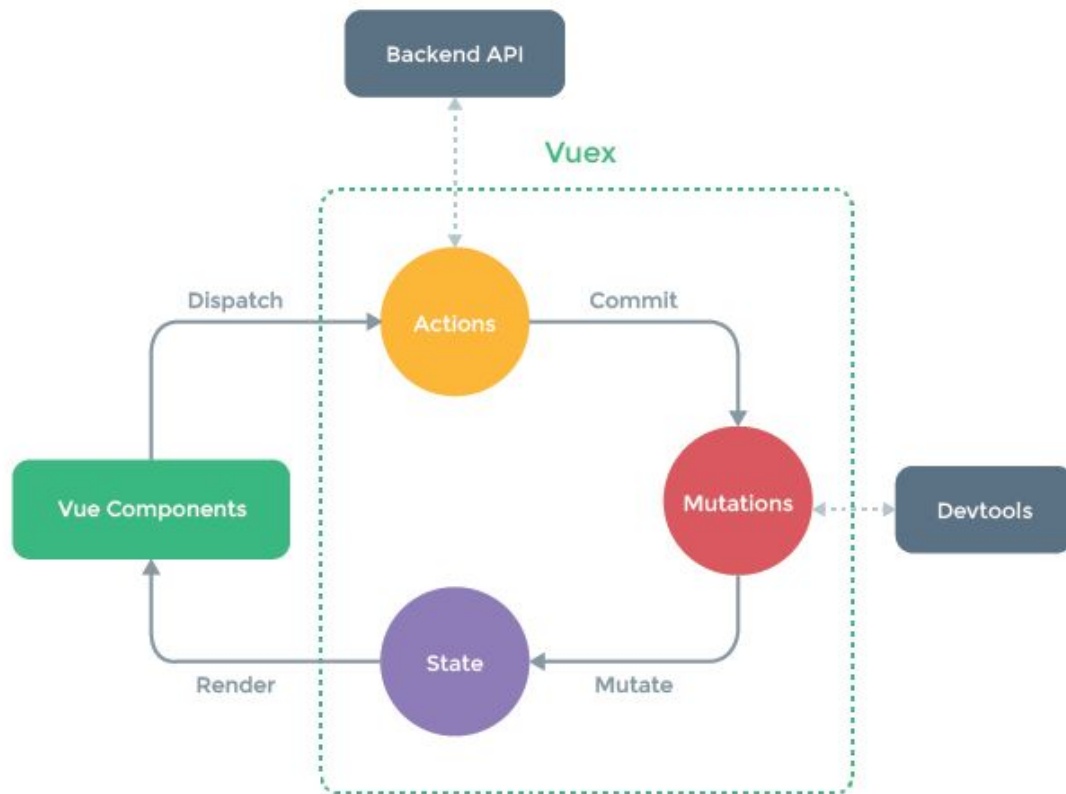 Backend API
Vuex
Dispatch
Commit
Actions
Vue Components
Mutations
Devtools
State
Render
Mutate